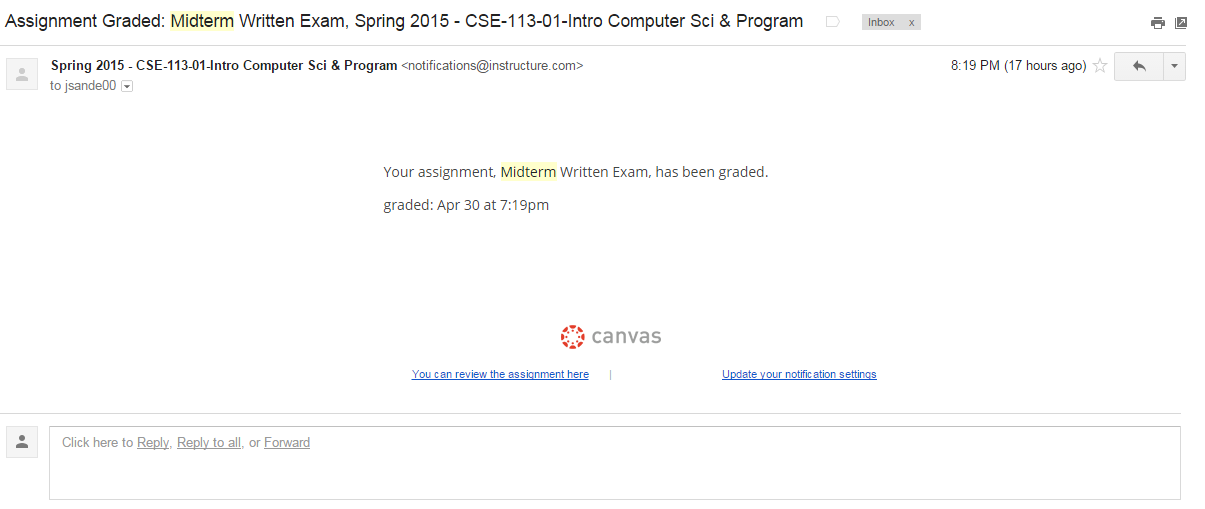 Assignment Graded: Midterm Written Exam, Spring 2015 - CSE-113-01-Intro Computer Sci & Program Inbox x
Spring 2015 - CSE-113-01-Intro Computer Sci & Program <notifications@instructure.com> 8:19 PM (17 hours ago)
to jsande00
Your assignment, Midterm Written Exam, has been graded.
graded: Apr 30 at 7:19pm
canvas
You can review the assignment here | Update your notification settings
Click here to Reply, Reply to all, or Forward